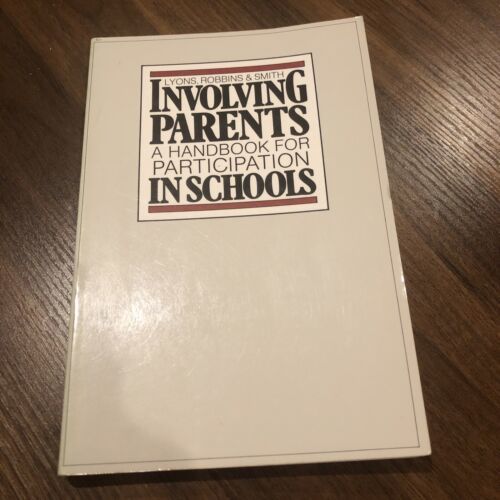 LYONS, ROBBINS & SMITH
INVOLVING
PARENTS
A HANDBOOK FOR
PARTICIPATION
IN SCHOOLS